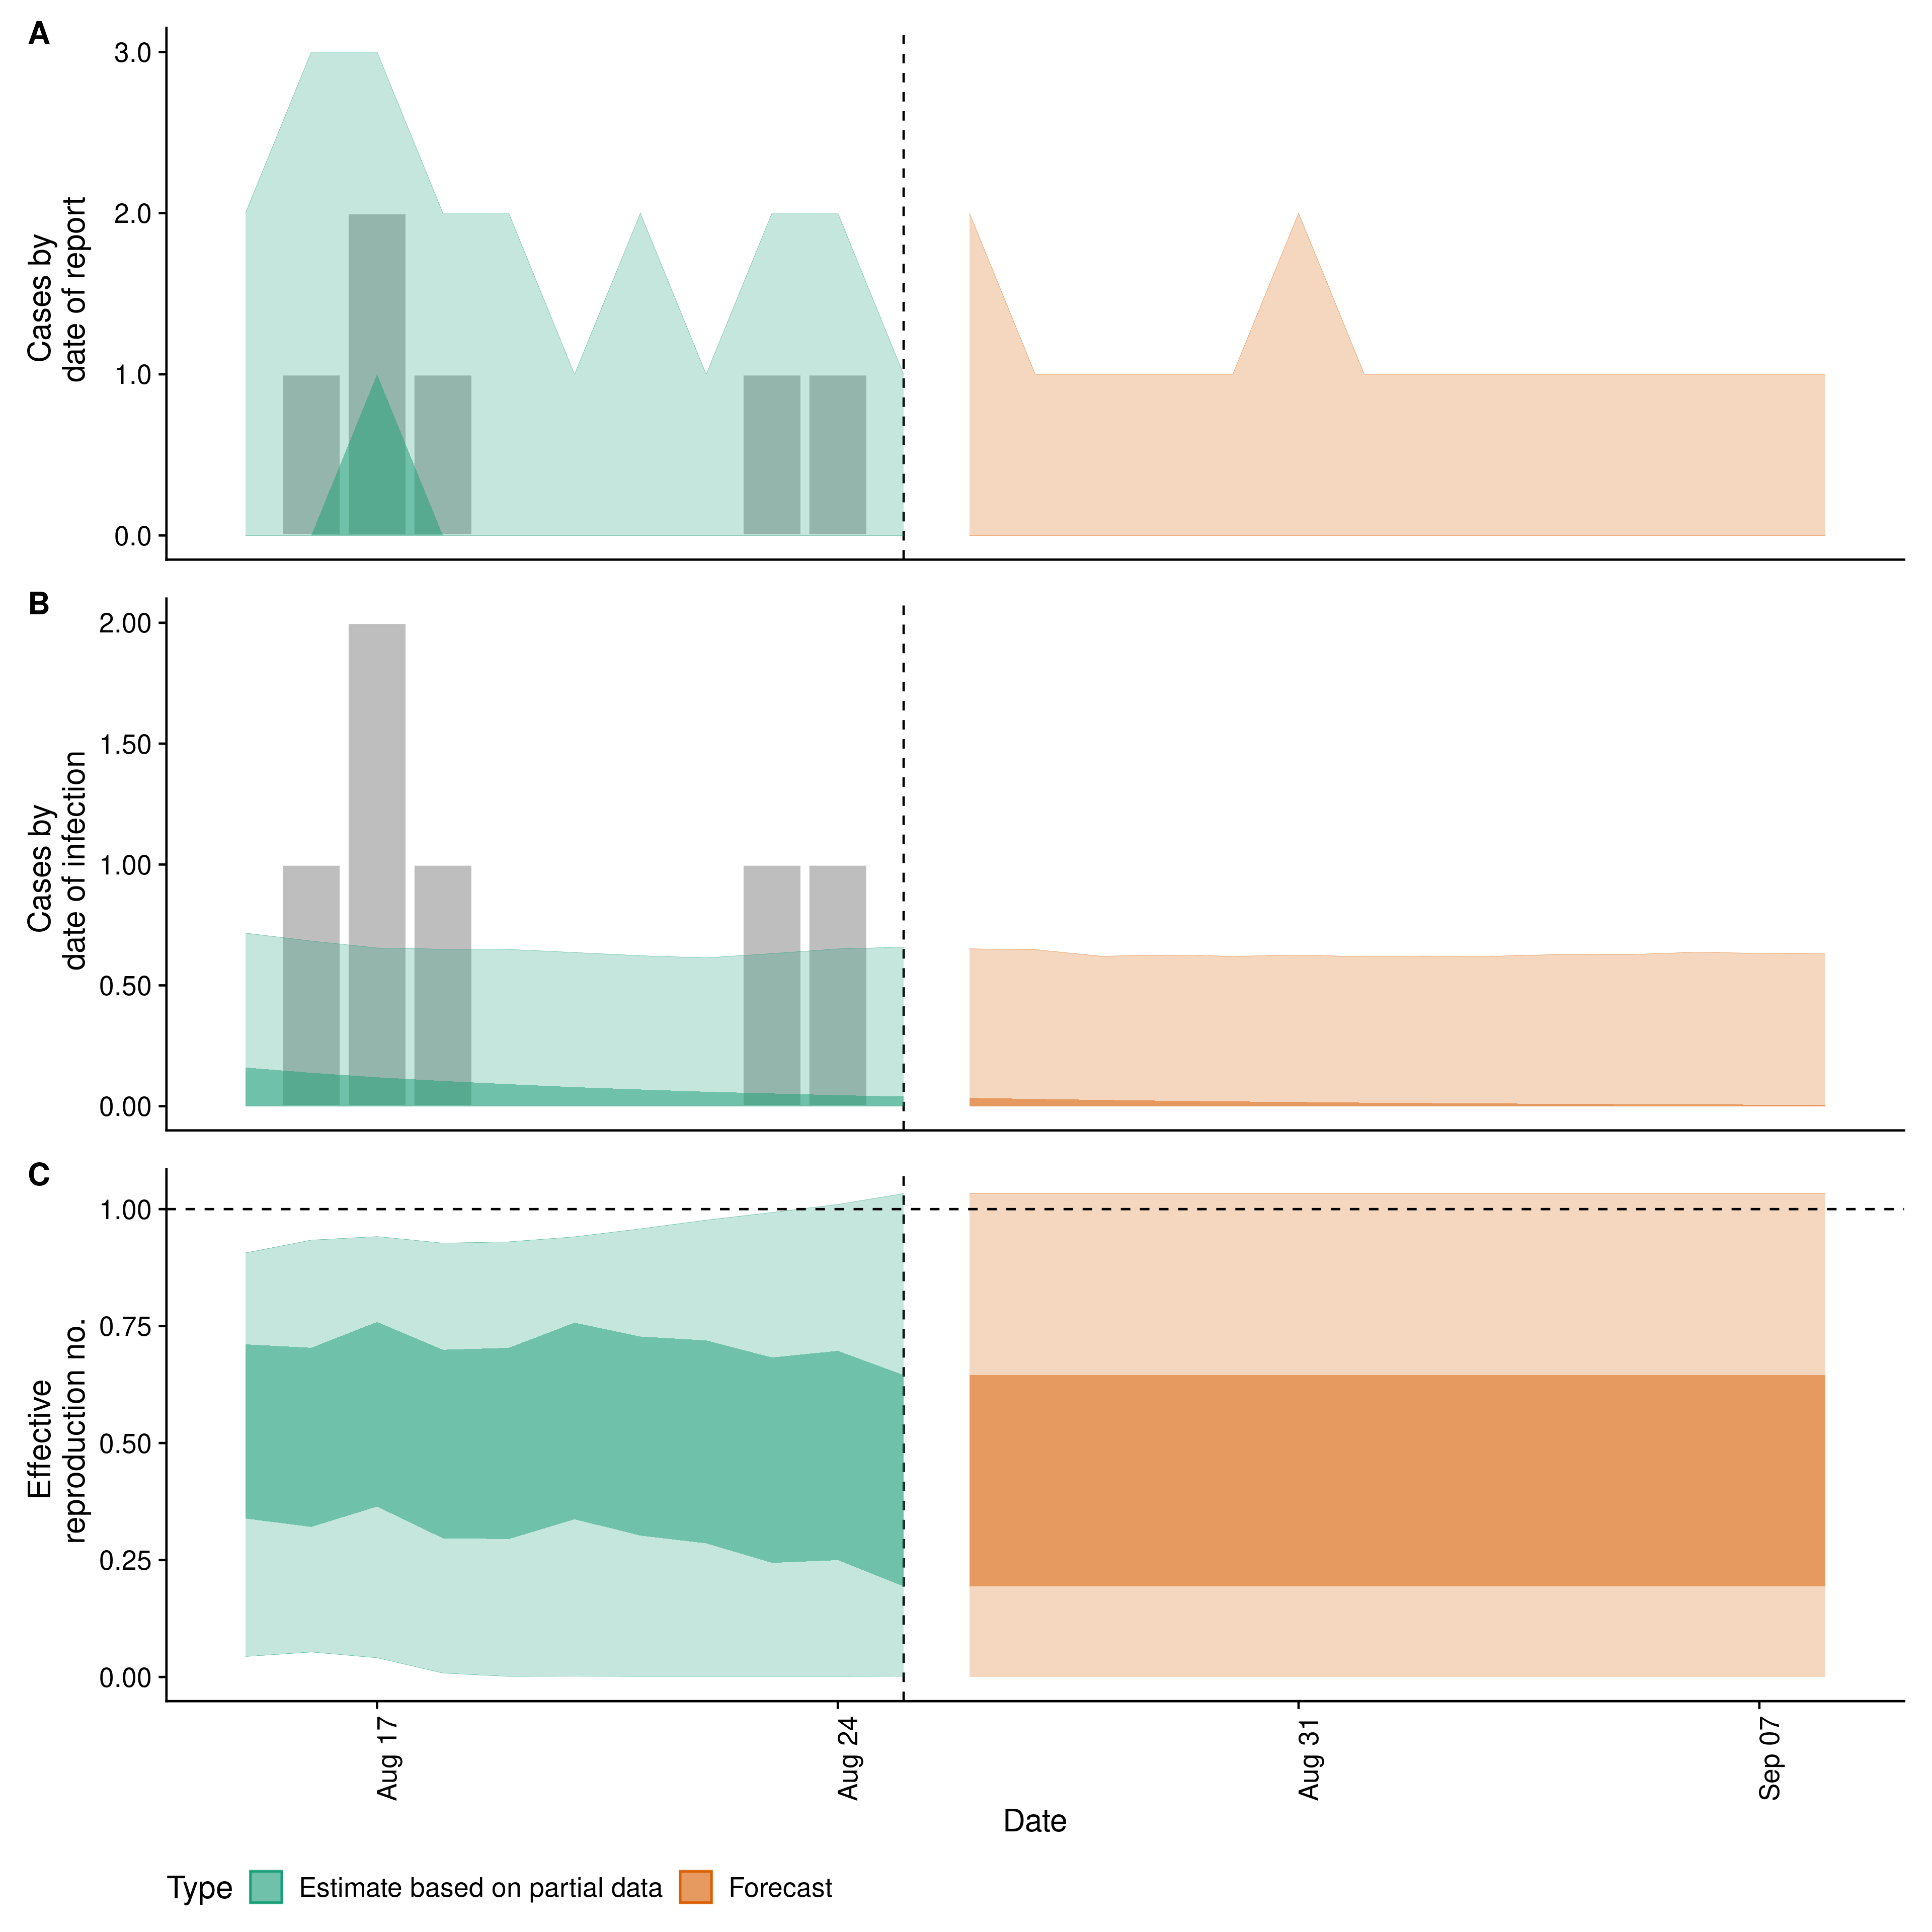 A
Cases by
date of report
3.0
2.0
1.0
0.0
B
Cases by
date of infection
2.00
1.50
1.00
0.50
0.00
C
Effective
reproduction no.
1.00
0.75
0.50
0.25
0.00
Aug 17
Aug 24
Aug 31
Sep 07
Date
Type
Estimate based on partial data
Forecast